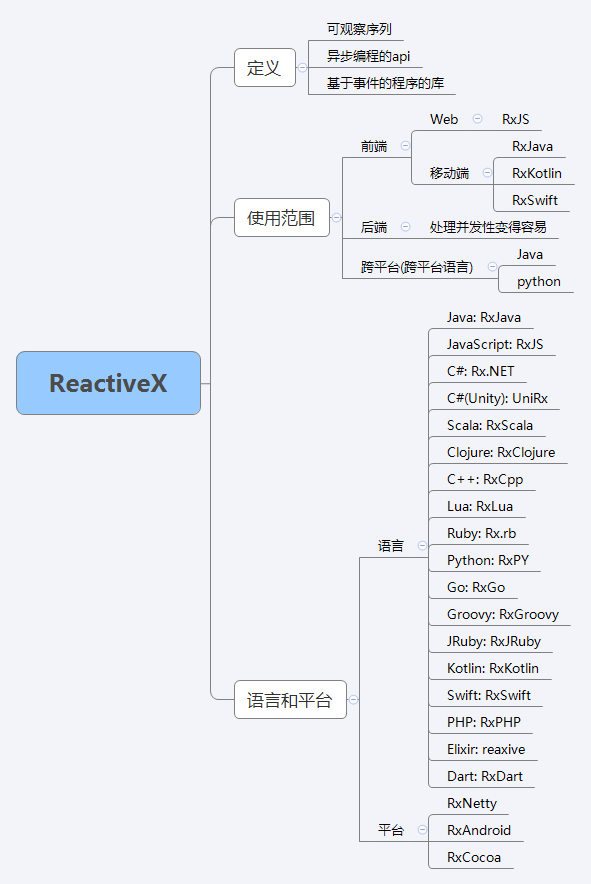 ReactiveX
定义
可观察序列
异步编程的api
基于事件的程序的库
使用范围
前端
Web
RxJS
移动端
RxJava
RxKotlin
RxSwift
后端
处理并发性变得容易
跨平台(跨平台语言)
Java
python
语言和平台
语言
Java: RxJava
JavaScript: RxJS
C#: Rx.NET
C#(Unity): UniRx
Scala: RxScala
Clojure: RxClojure
C++: RxCpp
Lua: RxLua
Ruby: Rx.rb
Python: RxPY
Go: RxGo
Groovy: RxGroovy
JRuby: RxJRuby
Kotlin: RxKotlin
Swift: RxSwift
PHP: RxPHP
Elixir: reaxive
Dart: RxDart
平台
RxNetty
RxAndroid
RxCocoa